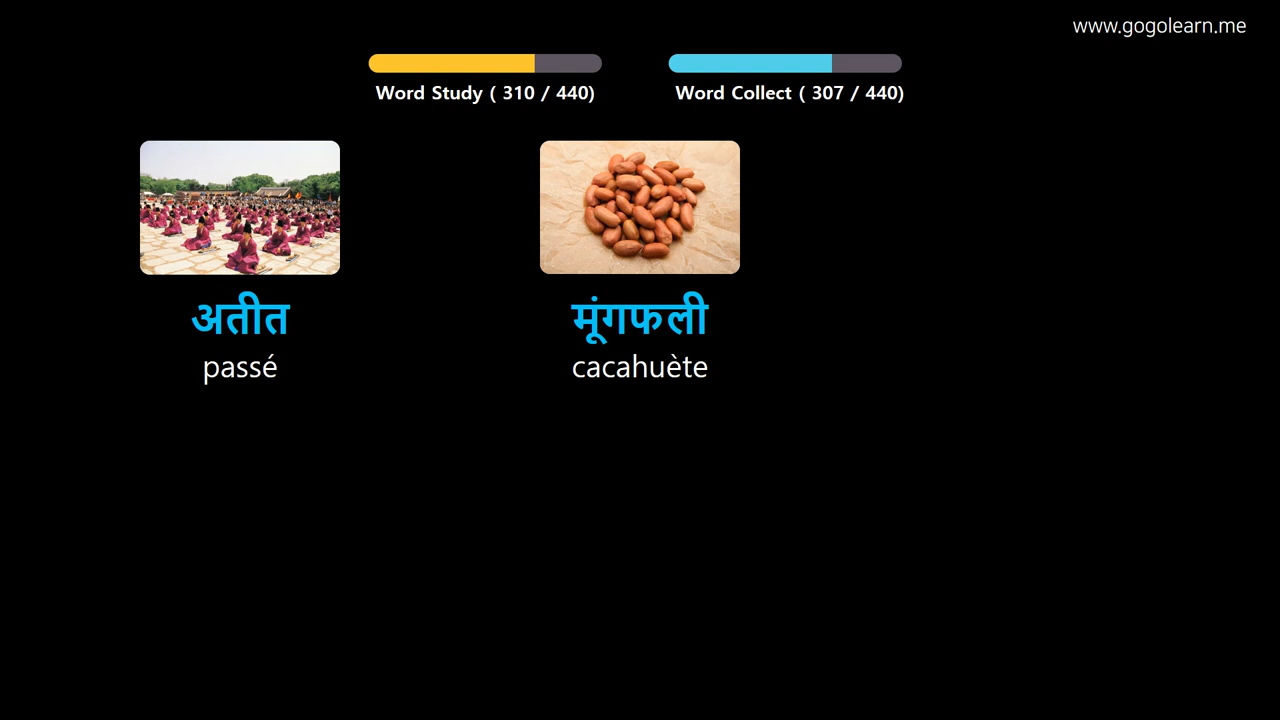 www.gogolearn.me
Word Study ( 310 / 440)
Word Collect ( 307 / 440)
अतीत
passé
मूंगफली
cacahuète